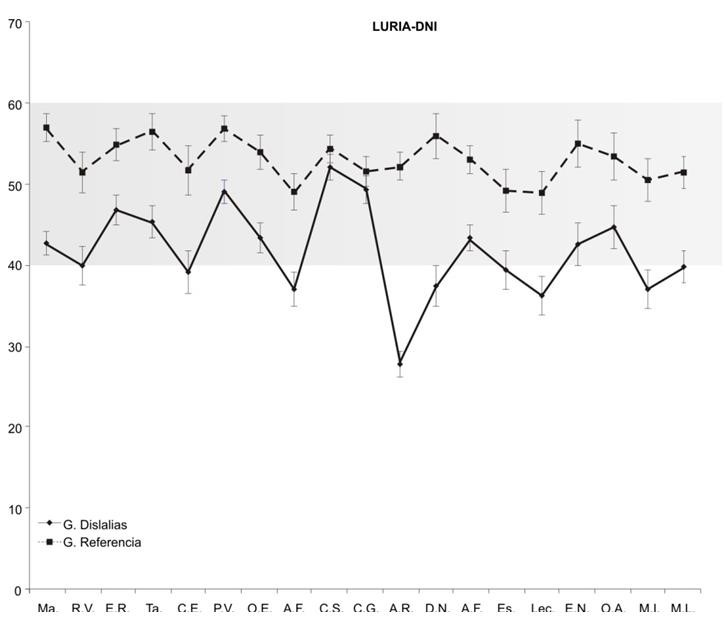 LURIA-DNI
70
60
50
40
30
20
10
0
G. Dislalias
G. Referencia
Ma. R.V. E.R. Ta. C.E. P.V. O.E. A.F. C.S. C.G. A.R. D.N. A.F. Es. Lec. E.N. O.A. M.I. M.L.